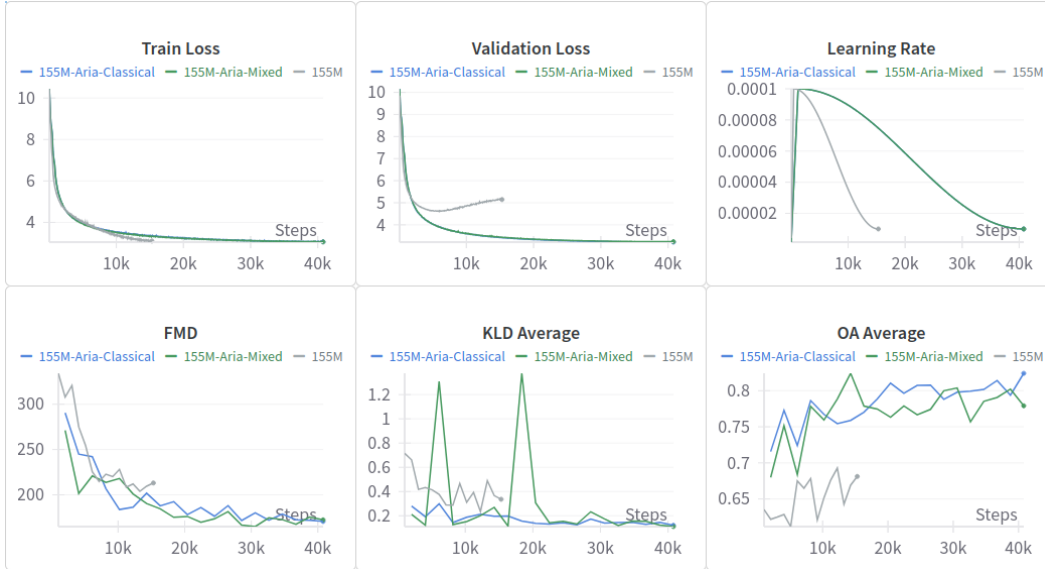 Train Loss
155M-Aria-Classical 155M-Aria-Mixed 155M
10
8
6
4
Steps
10k 20k 30k 40k
Validation Loss
155M-Aria-Classical 155M-Aria-Mixed 155M
10
9
8
7
6
5
4
Steps
10k 20k 30k 40k
Learning Rate
155M-Aria-Classical 155M-Aria-Mixed 155M
0.0001
0.00008
0.00006
0.00004
0.00002
Steps
10k 20k 30k 40k
FMD
155M-Aria-Classical 155M-Aria-Mixed 155M
300
250
200
Steps
10k 20k 30k 40k
KLD Average
155M-Aria-Classical 155M-Aria-Mixed 155M
1.2
1
0.8
0.6
0.4
0.2
Steps
10k 20k 30k 40k
OA Average
155M-Aria-Classical 155M-Aria-Mixed 155M
0.8
0.75
0.7
0.65
Steps
10k 20k 30k 40k